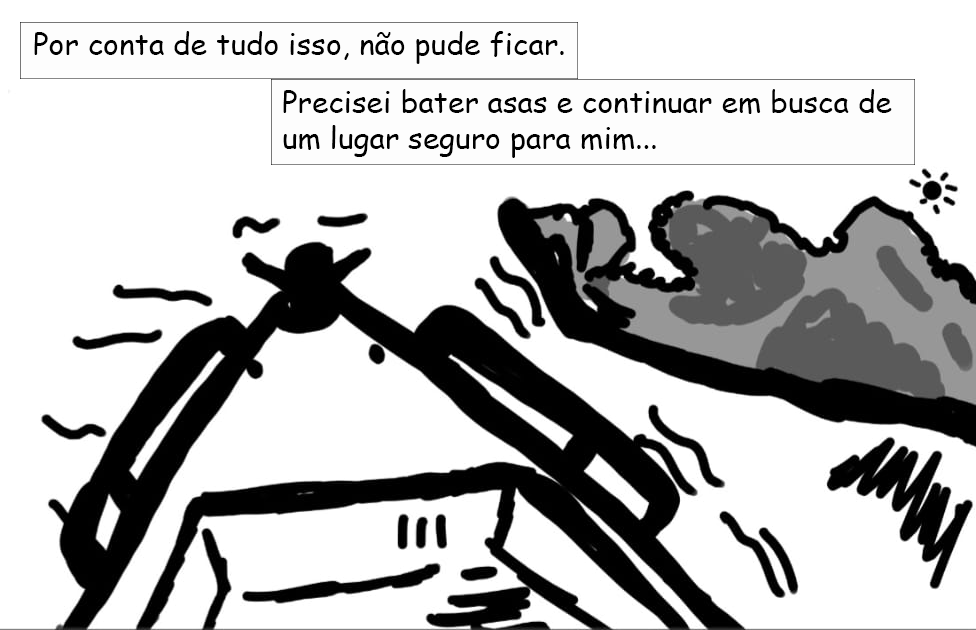 Por conta de tudo isso, não pude ficar.
Precisei bater asas e continuar em busca de
um lugar seguro para mim...